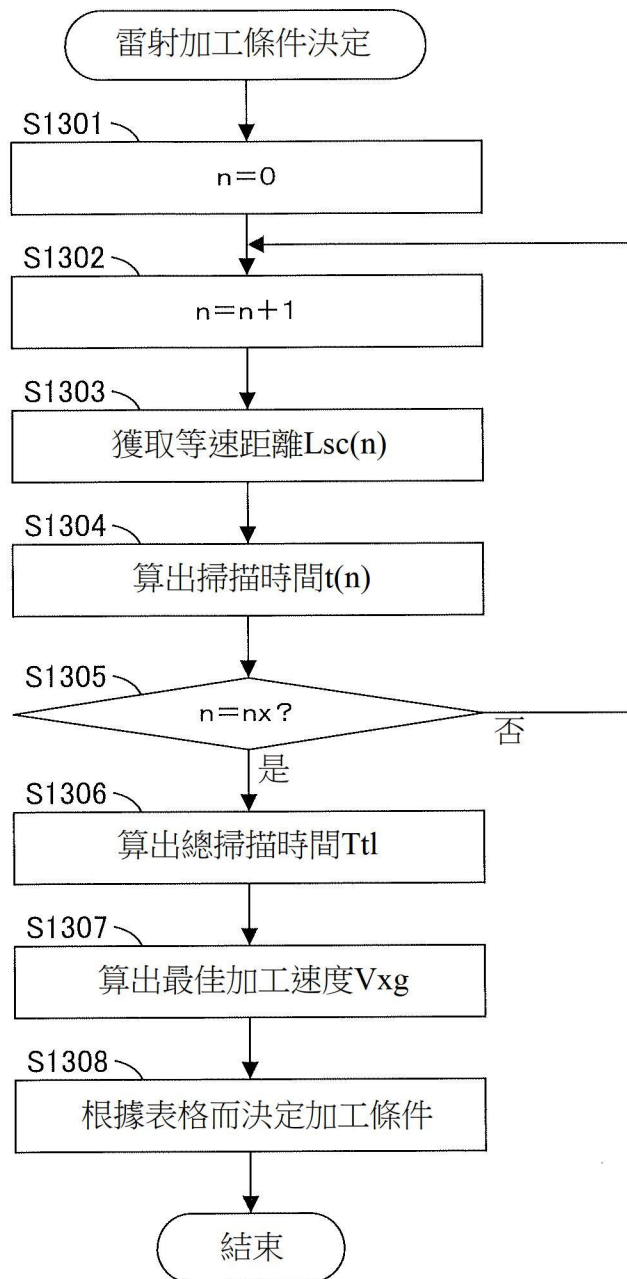 雷射加工條件決定
S1301
n=0
S1302
n=n+1
S1303
獲取等速距離Lsc(n)
S1304
算出掃描時間t(n)
S1305
n=nx?
否
是
S1306
算出總掃描時間Ttl
S1307
算出最佳加工速度Vxg
S1308
根據表格而決定加工條件
結束